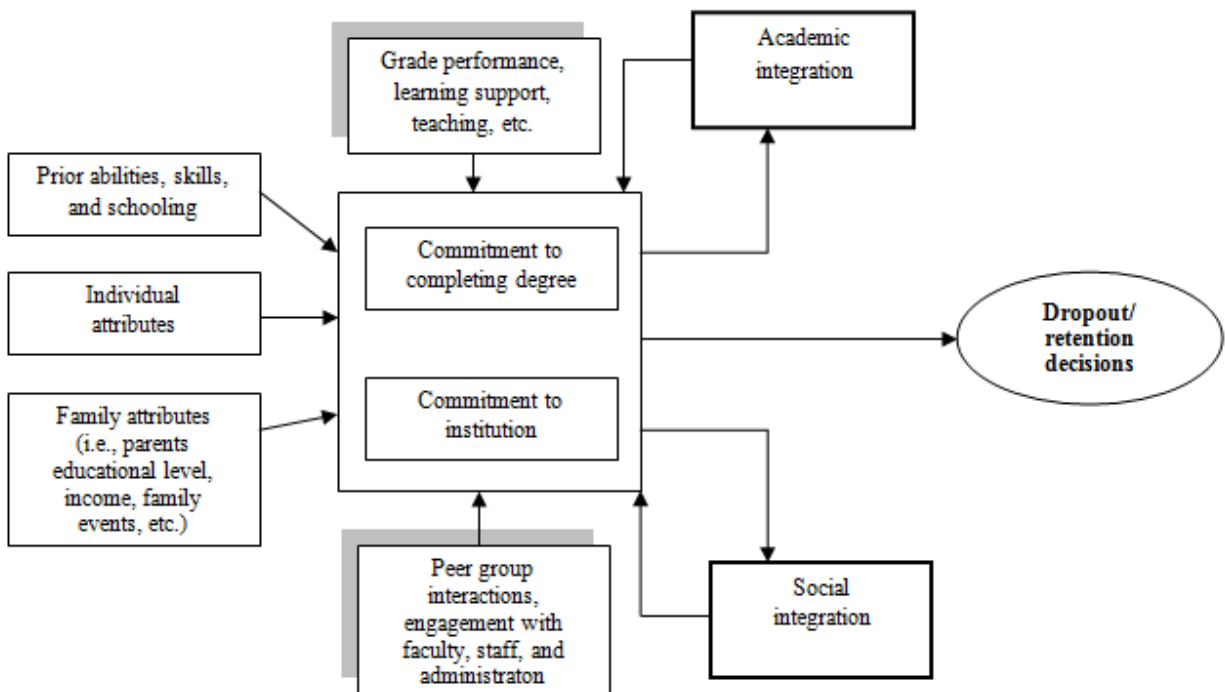 Grade performance,
learning support,
teaching, etc.
Academic
integration
Prior abilities, skills,
and schooling
Commitment to
completing degree
Individual
attributes
Dropout/
retention
decisions
Family attributes
(i.e., parents
educational level,
income, family
events, etc.)
Commitment to
institution
Peer group
interactions,
engagement with
faculty, staff, and
administraton
Social
integration